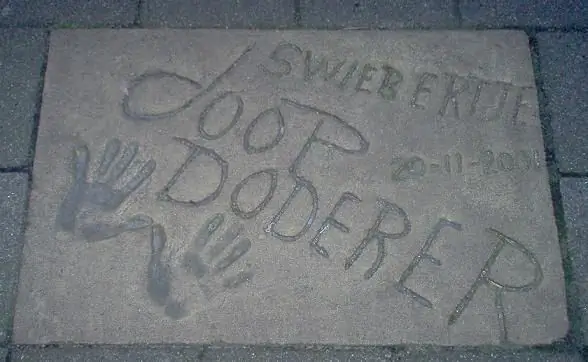 SWIEBERTJE
JOOP
20-11-2001
DODERER